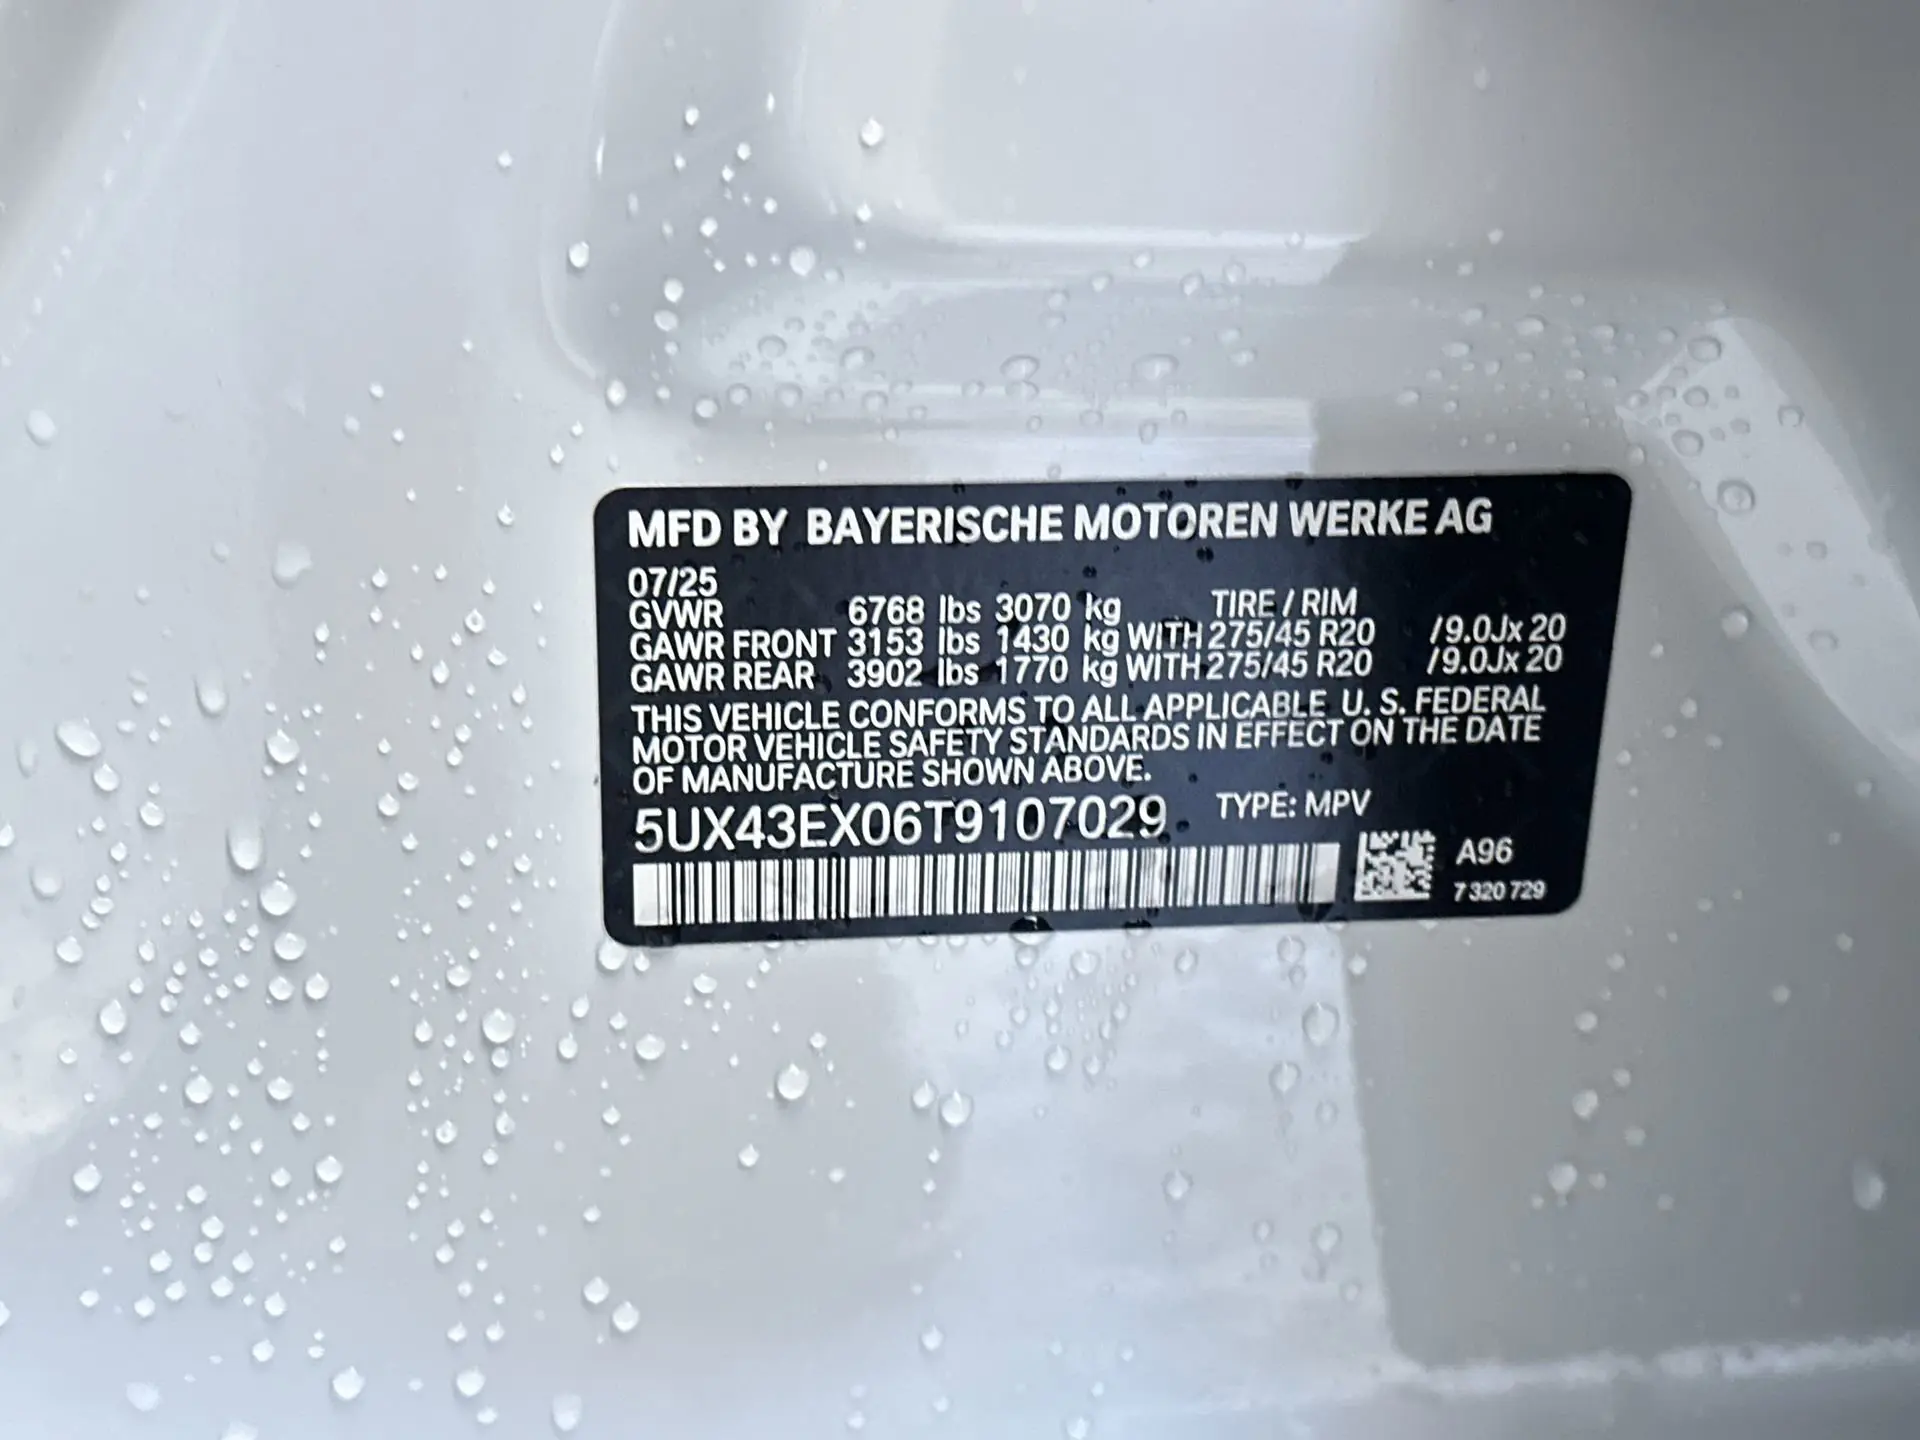 MFD BY BAYERISCHE MOTOREN WERKE AG
07/25
GVWR 6768 lbs 3070 kg TIRE / RIM
GAWR FRONT 3153 lbs 1430 kg WITH 275/45 R20 /9.0Jx 20
GAWR REAR 3902 lbs 1770 kg WITH 275/45 R20 /9.0Jx 20
THIS VEHICLE CONFORMS TO ALL APPLICABLE U. S. FEDERAL
MOTOR VEHICLE SAFETY STANDARDS IN EFFECT ON THE DATE
OF MANUFACTURE SHOWN ABOVE.
5UX43EX06T9107029 TYPE: MPV
A96
7 320 729